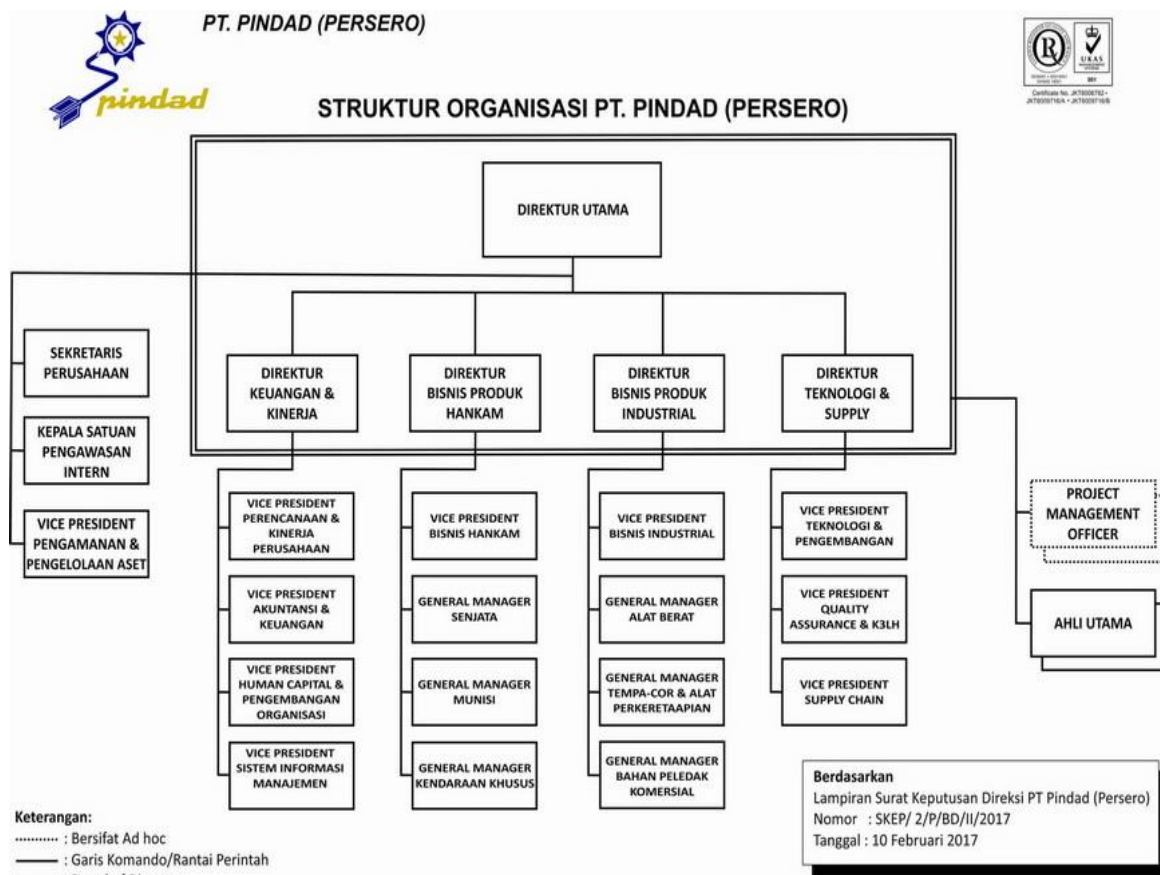 PT. PINDAD (PERSERO)
pindad
UKAS
MANAGEMENT
SYSTEMS
001
STRUKTUR ORGANISASI PT. PINDAD (PERSERO)
DIREKTUR UTAMA
SEKRETARIS
PERUSAHAAN
KEPALA SATUAN
PENGAWASAN
INTERN
VICE PRESIDENT
PENGAMANAN &
PENGELOLAAN ASET
DIREKTUR
KEUANGAN &
KINERJA
DIREKTUR
BISNIS PRODUK
HANKAM
DIREKTUR
BISNIS PRODUK
INDUSTRIAL
DIREKTUR
TEKNOLOGI &
SUPPLY
VICE PRESIDENT
PERENCANAAN &
KINERJA
PERUSAHAAN
VICE PRESIDENT
AKUNTANSI &
KEUANGAN
VICE PRESIDENT
HUMAN CAPITAL &
PENGEMBANGAN
ORGANISASI
VICE PRESIDENT
SISTEM INFORMASI
MANAJEMEN
VICE PRESIDENT
BISNIS HANKAM
GENERAL MANAGER
SENJATA
GENERAL MANAGER
MUNISI
GENERAL MANAGER
KENDARAAN KHUSUS
VICE PRESIDENT
BISNIS INDUSTRIAL
GENERAL MANAGER
ALAT BERAT
GENERAL MANAGER
TEMPA-COR & ALAT
PERKERETAAPIAN
GENERAL MANAGER
BAHAN PELEDAK
KOMERSIAL
VICE PRESIDENT
TEKNOLOGI &
PENGEMBANGAN
VICE PRESIDENT
QUALITY
ASSURANCE & K3LH
VICE PRESIDENT
SUPPLY CHAIN
PROJECT
MANAGEMENT
OFFICER
AHLI UTAMA
Keterangan:
............ : Bersifat Ad hoc
——— : Garis Komando/Rantai Perintah
Berdasarkan
Lampiran Surat Keputusan Direksi PT Pindad (Persero)
Nomor : SKEP/ 2/P/BD/II/2017
Tanggal : 10 Februari 2017